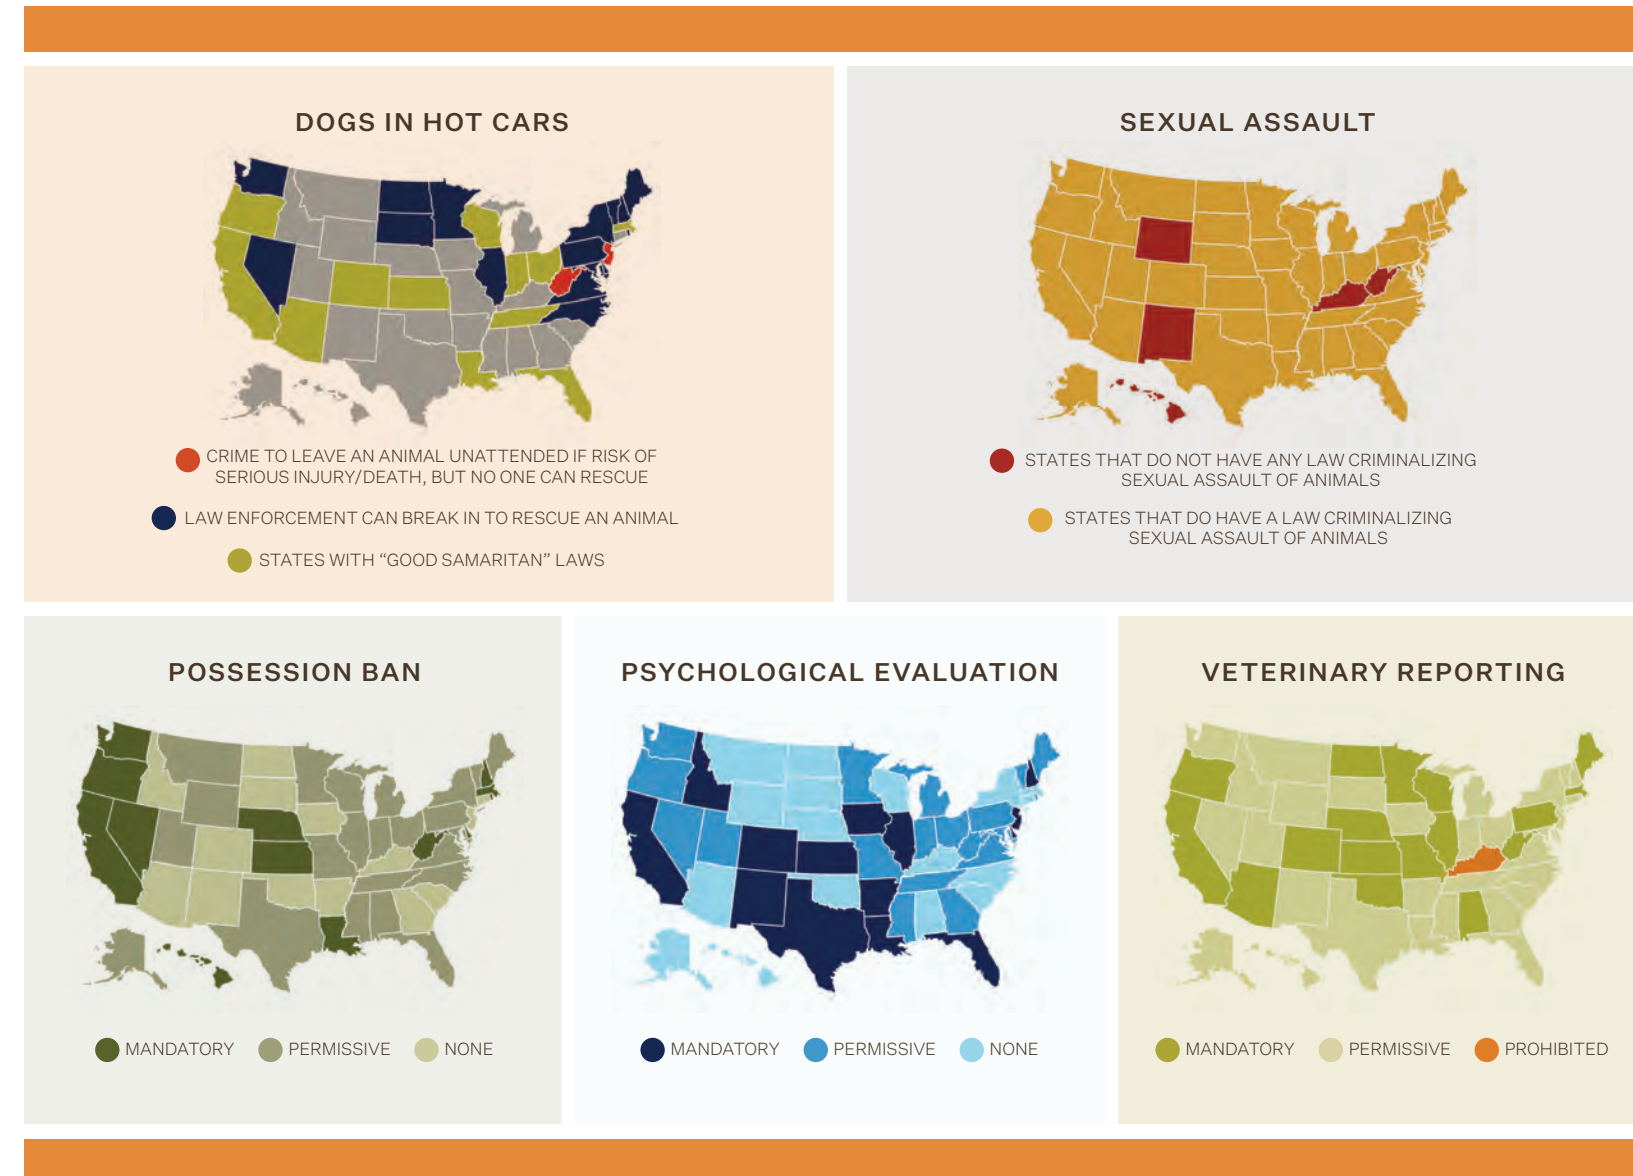 DOGS IN HOT CARS
CRIME TO LEAVE AN ANIMAL UNATTENDED IF RISK OF
SERIOUS INJURY/DEATH, BUT NO ONE CAN RESCUE
LAW ENFORCEMENT CAN BREAK IN TO RESCUE AN ANIMAL
STATES WITH “GOOD SAMARITAN” LAWS
SEXUAL ASSAULT
STATES THAT DO NOT HAVE ANY LAW CRIMINALIZING
SEXUAL ASSAULT OF ANIMALS
STATES THAT DO HAVE A LAW CRIMINALIZING
SEXUAL ASSAULT OF ANIMALS
POSSESSION BAN
MANDATORY PERMISSIVE NONE
PSYCHOLOGICAL EVALUATION
MANDATORY PERMISSIVE NONE
VETERINARY REPORTING
MANDATORY PERMISSIVE PROHIBITED